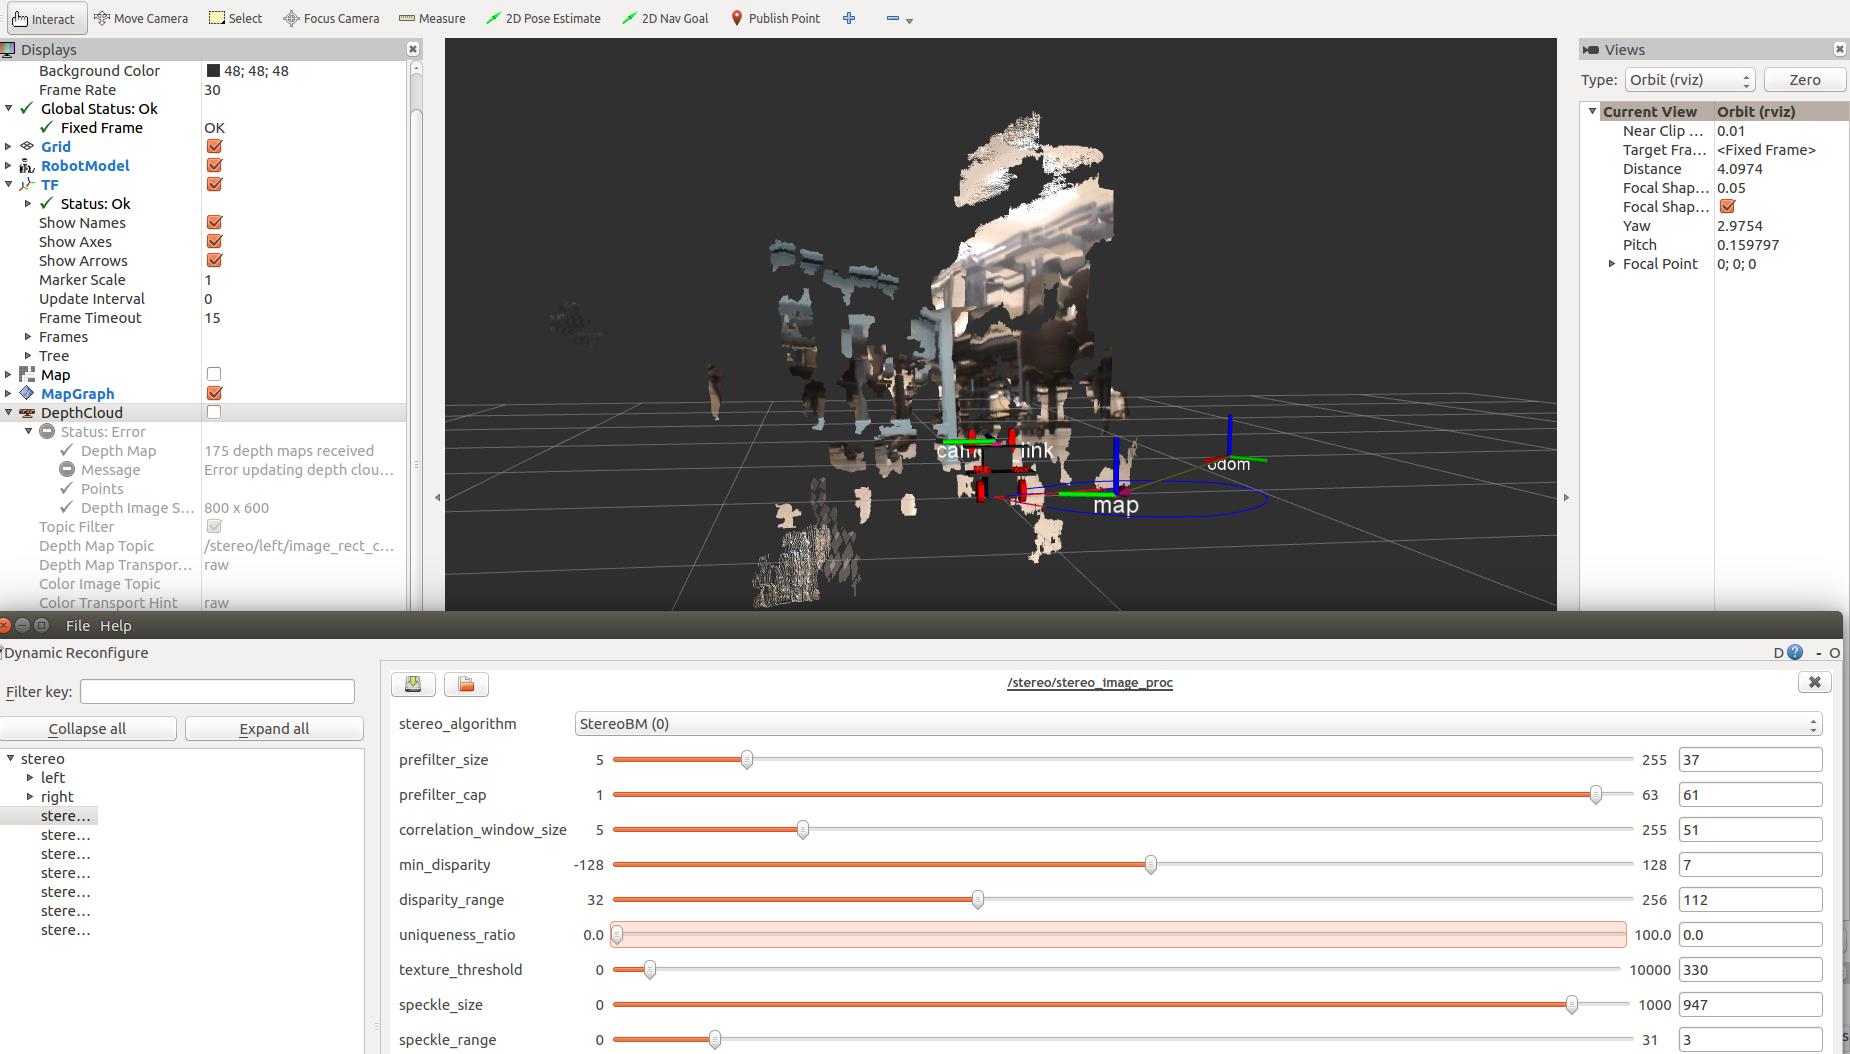 Interact Move Camera Select Focus Camera Measure 2D Pose Estimate 2D Nav Goal Publish Point
Displays
Background Color 48; 48; 48
Frame Rate 30
Global Status: Ok
Fixed Frame OK
Grid
RobotModel
TF
Status: Ok
Show Names
Show Axes
Show Arrows
Marker Scale 1
Update Interval 0
Frame Timeout 15
Frames
Tree
Map
MapGraph
DepthCloud
Status: Error
Depth Map 175 depth maps received
Message Error updating depth clou...
Points
Depth Image S... 800 x 600
Topic Filter
Depth Map Topic /stereo/left/image_rect_c...
Depth Map Transpor... raw
Color Image Topic
Color Transport Hint raw
link
odom
map
Views
Type: Orbit (rviz) Zero
Current View Orbit (rviz)
Near Clip ... 0.01
Target Fra... <Fixed Frame>
Distance 4.0974
Focal Shap... 0.05
Focal Shap...
Yaw 2.9754
Pitch 0.159797
Focal Point 0; 0; 0
File Help
Dynamic Reconfigure D ? - O
Filter key:
Collapse all Expand all
stereo
left
right
stere...
stere...
stere...
stere...
stere...
stere...
stere...
/stereo/stereo_image_proc
stereo_algorithm StereoBM (0)
prefilter_size 5 255 37
prefilter_cap 1 63 61
correlation_window_size 5 255 51
min_disparity -128 128 7
disparity_range 32 256 112
uniqueness_ratio 0.0 100.0 0.0
texture_threshold 0 10000 330
speckle_size 0 1000 947
speckle_range 0 31 3